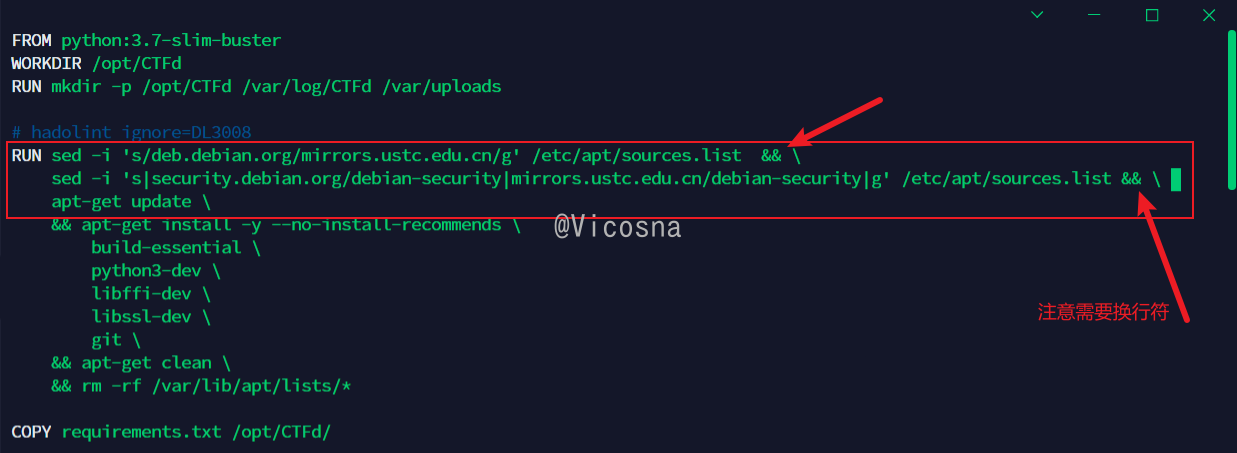 FROM python:3.7-slim-buster
WORKDIR /opt/CTFd
RUN mkdir -p /opt/CTFd /var/log/CTFd /var/uploads
# hadolint ignore=DL3008
RUN sed -i 's/deb.debian.org/mirrors.ustc.edu.cn/g' /etc/apt/sources.list  && \
sed -i 's|security.debian.org/debian-security|mirrors.ustc.edu.cn/debian-security|g' /etc/apt/sources.list && \
apt-get update \
&& apt-get install -y --no-install-recommends \
@Vicosna
build-essential \
python3-dev \
libffi-dev \
libssl-dev \
注意需要换行符
git \
&& apt-get clean \
&& rm -rf /var/lib/apt/lists/*
COPY requirements.txt /opt/CTFd/